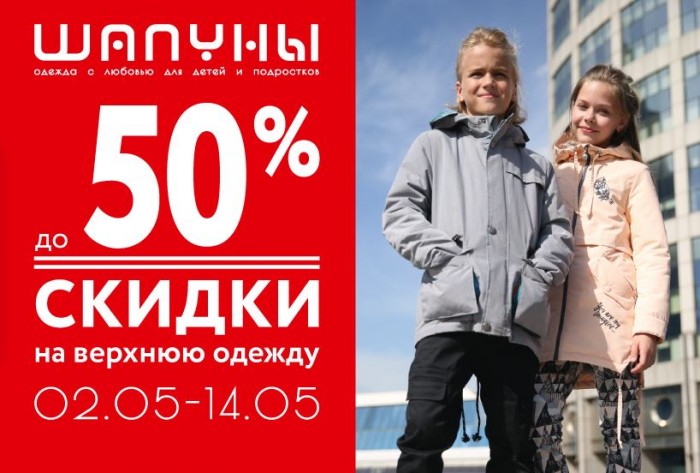 ШАЛУНЫ
одежда с любовью для детей и подростков
до 50%
СКИДКИ
на верхнюю одежду
02.05-14.05